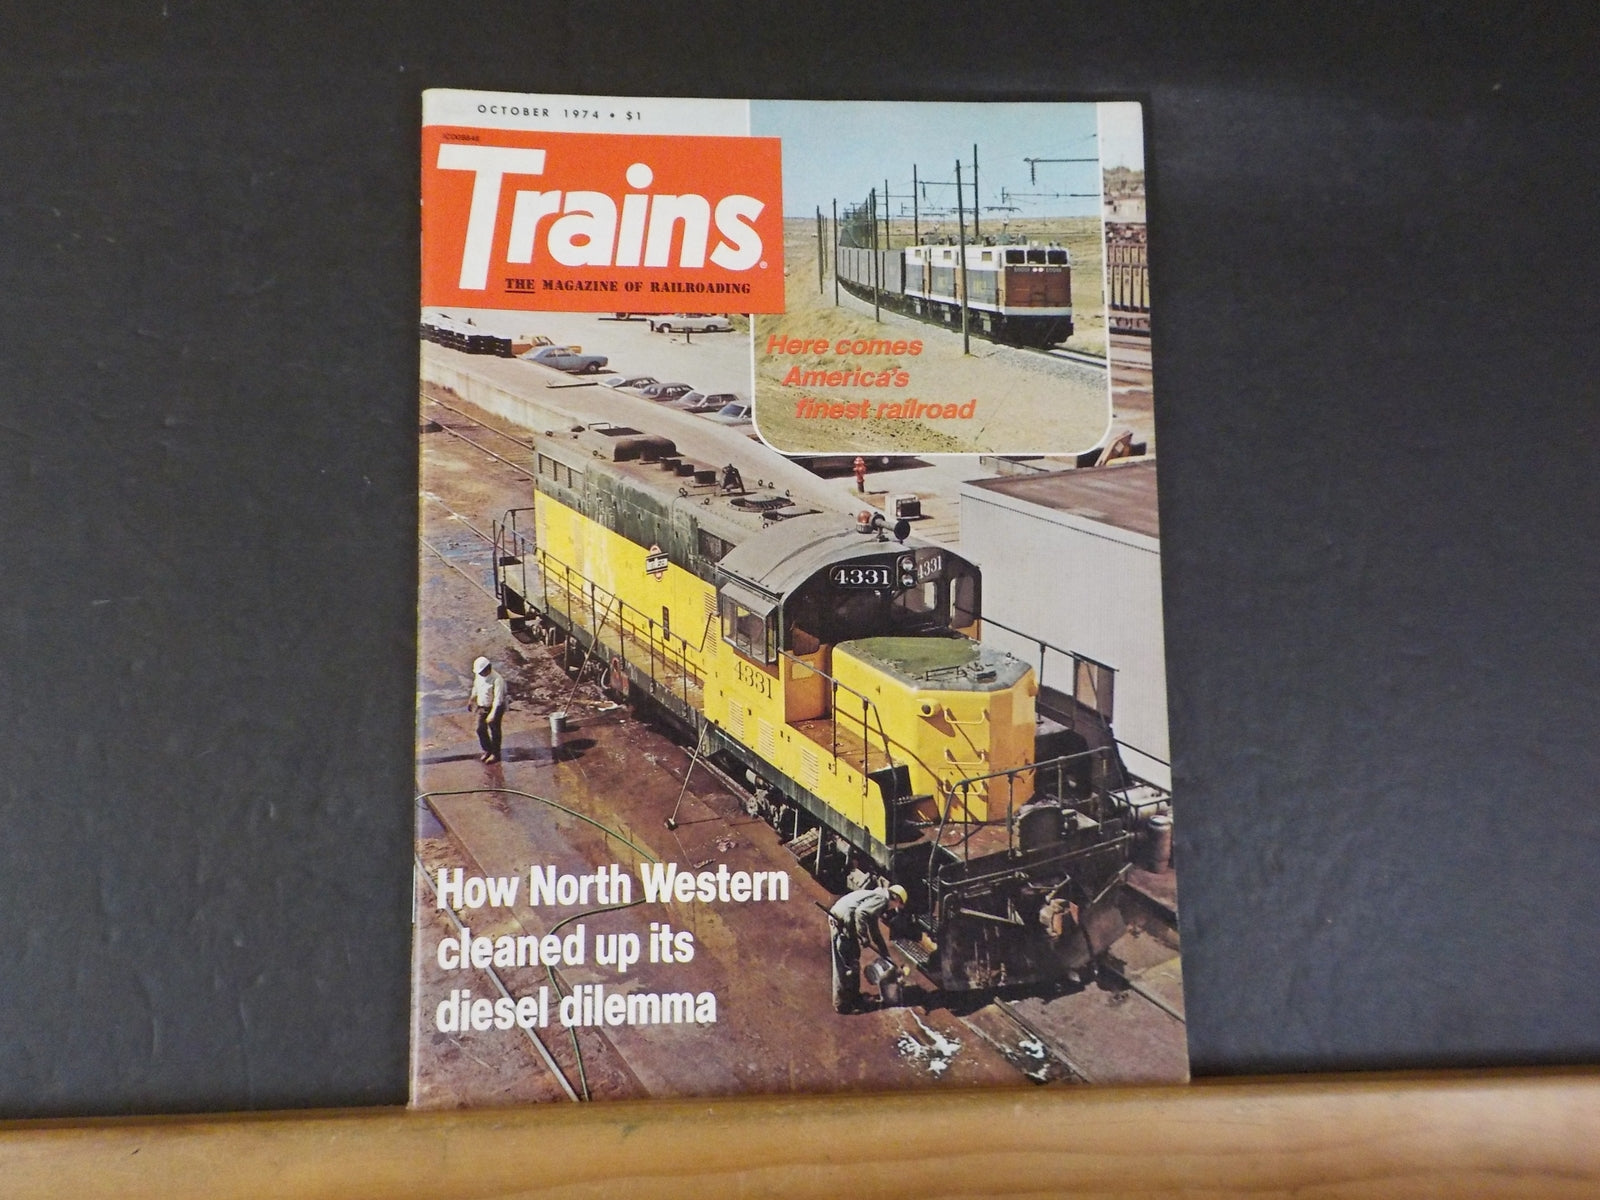 OCTOBER 1974 • $1
Trains®
THE MAGAZINE OF RAILROADING
Here comes
America's
finest railroad
4331
4331
4331
How North Western
cleaned up its
diesel dilemma